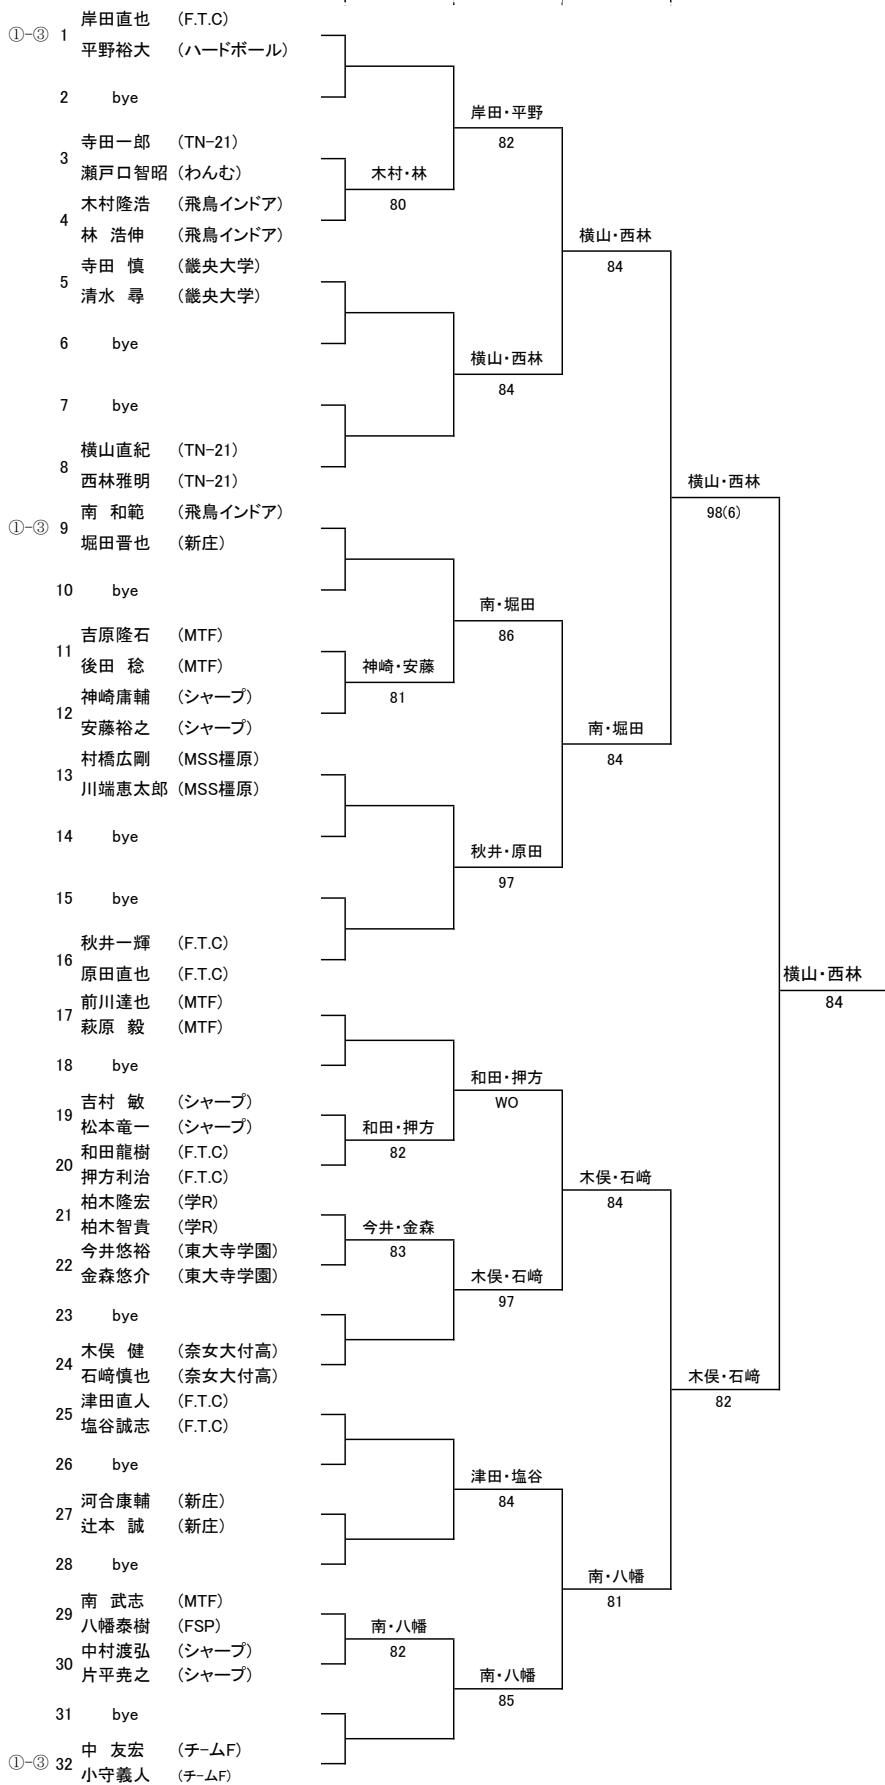 岸田直也 (F.T.C)
①-③ 1
平野裕大 (ハードボール)
2 bye
岸田・平野
82
寺田一郎 (TN-21)
3
瀬戸口智昭 (わんむ)
木村・林
80
木村隆浩 (飛鳥インドア)
4
林 浩伸 (飛鳥インドア)
横山・西林
84
寺田 慎 (畿央大学)
5
清水 尋 (畿央大学)
6 bye
横山・西林
84
7 bye
横山直紀 (TN-21)
8
西林雅明 (TN-21)
横山・西林
98(6)
南 和範 (飛鳥インドア)
①-③ 9
堀田晋也 (新庄)
10 bye
南・堀田
86
吉原隆石 (MTF)
11
後田 稔 (MTF)
神崎・安藤
81
神崎庸輔 (シャープ)
12
安藤裕之 (シャープ)
南・堀田
84
村橋広剛 (MSS橿原)
13
川端恵太郎 (MSS橿原)
14 bye
秋井・原田
97
15 bye
秋井一輝 (F.T.C)
16
原田直也 (F.T.C)
横山・西林
84
前川達也 (MTF)
17
萩原 毅 (MTF)
18 bye
和田・押方
WO
吉村 敏 (シャープ)
19
松本竜一 (シャープ)
和田・押方
82
和田龍樹 (F.T.C)
20
押方利治 (F.T.C)
木俣・石﨑
84
柏木隆宏 (学R)
21
柏木智貴 (学R)
今井・金森
83
今井悠裕 (東大寺学園)
22
金森悠介 (東大寺学園)
木俣・石﨑
97
23 bye
木俣 健 (奈女大付高)
24
石﨑慎也 (奈女大付高)
木俣・石﨑
82
津田直人 (F.T.C)
25
塩谷誠志 (F.T.C)
26 bye
津田・塩谷
84
河合康輔 (新庄)
27
辻本 誠 (新庄)
28 bye
南・八幡
81
南 武志 (MTF)
29
八幡泰樹 (FSP)
南・八幡
82
中村渡弘 (シャープ)
30
片平尭之 (シャープ)
南・八幡
85
31 bye
中 友宏 (チームF)
①-③ 32
小守義人 (チームF)